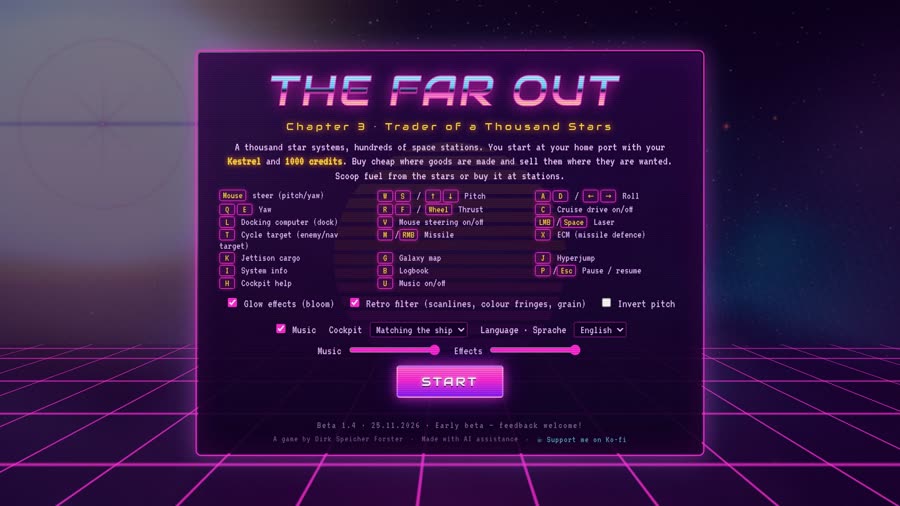 THE FAR OUT
Chapter 3 · Trader of a Thousand Stars
A thousand star systems, hundreds of space stations. You start at your home port with your
Kestrel and 1000 credits. Buy cheap where goods are made and sell them where they are wanted.
Scoop fuel from the stars or buy it at stations.
Mouse steer (pitch/yaw) W S / ↑ ↓ Pitch A D / ← → Roll
Q E Yaw R F / Wheel Thrust C Cruise drive on/off
L Docking computer (dock) V Mouse steering on/off LMB/Space Laser
T Cycle target (enemy/nav target) M/RMB Missile X ECM (missile defence)
K Jettison cargo G Galaxy map J Hyperjump
I System info B Logbook P/Esc Pause / resume
H Cockpit help U Music on/off
Glow effects (bloom) Retro filter (scanlines, colour fringes, grain) Invert pitch
Music Cockpit Matching the ship Language · Sprache English
Music Effects
START
Beta 1.4 · 25.11.2026 · Early beta – feedback welcome!
A game by Dirk Speicher Forster · Made with AI assistance · Support me on Ko-fi